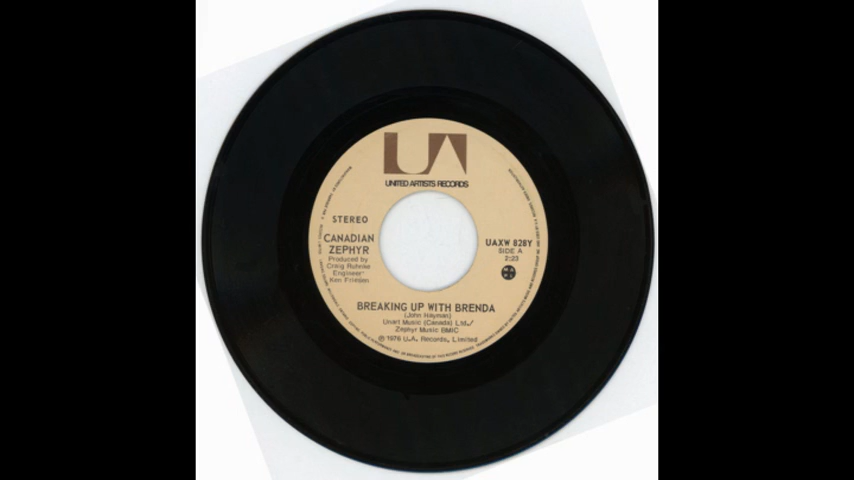 UA
UNITED ARTISTS RECORDS
STEREO
CANADIAN
ZEPHYR
Produced by
Craig Ruhnke
Engineer
Ken Friesen
UAXW 828Y
SIDE A
2:23
BREAKING UP WITH BRENDA
(John Hayman)
Unart Music (Canada) Ltd./
Zephyr Music BMIC
℗ 1976 U.A. Records, Limited